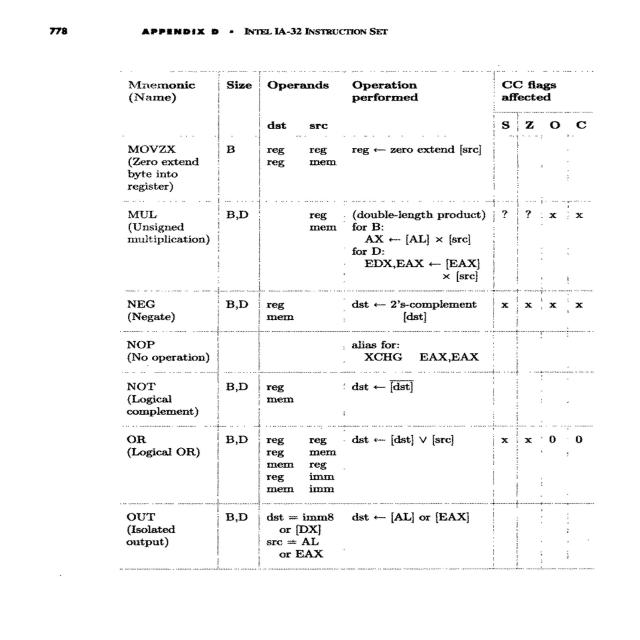 778 APPENDIX D • INTEL IA-32 INSTRUCTION SET
Mnemonic Size Operands Operation CC flags
(Name) performed affected
dst src S Z O C
MOVZX B reg reg reg ← zero extend [src]
(Zero extend reg mem
byte into
register)
MUL B,D reg (double-length product) ? ? x x
(Unsigned mem for B:
multiplication) AX ← [AL] × [src]
for D:
EDX,EAX ← [EAX]
× [src]
NEG B,D reg dst ← 2's-complement x x x x
(Negate) mem [dst]
NOP alias for:
(No operation) XCHG EAX,EAX
NOT B,D reg dst ← [d̅s̅t̅]
(Logical mem
complement)
OR B,D reg reg dst ← [dst] ∨ [src] x x 0 0
(Logical OR) reg mem
mem reg
reg imm
mem imm
OUT B,D dst = imm8 dst ← [AL] or [EAX]
(Isolated or [DX]
output) src = AL
or EAX